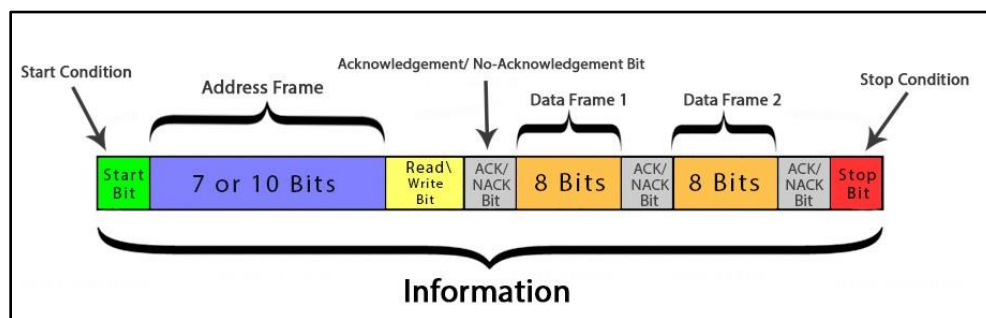 Acknowledgement/ No-Acknowledgement Bit
Start Condition
Address Frame
Data Frame 1
Data Frame 2
Stop Condition
Start
Bit
7 or 10 Bits
Read\
Write
Bit
ACK/
NACK
Bit
8 Bits
ACK/
NACK
Bit
8 Bits
ACK/
NACK
Bit
Stop
Bit
Information